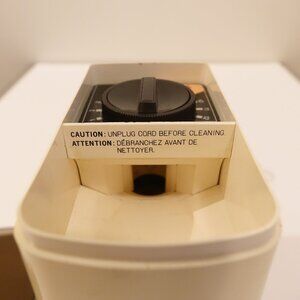 CAUTION: UNPLUG CORD BEFORE CLEANING.
ATTENTION: DÉBRANCHEZ AVANT DE
NETTOYER.